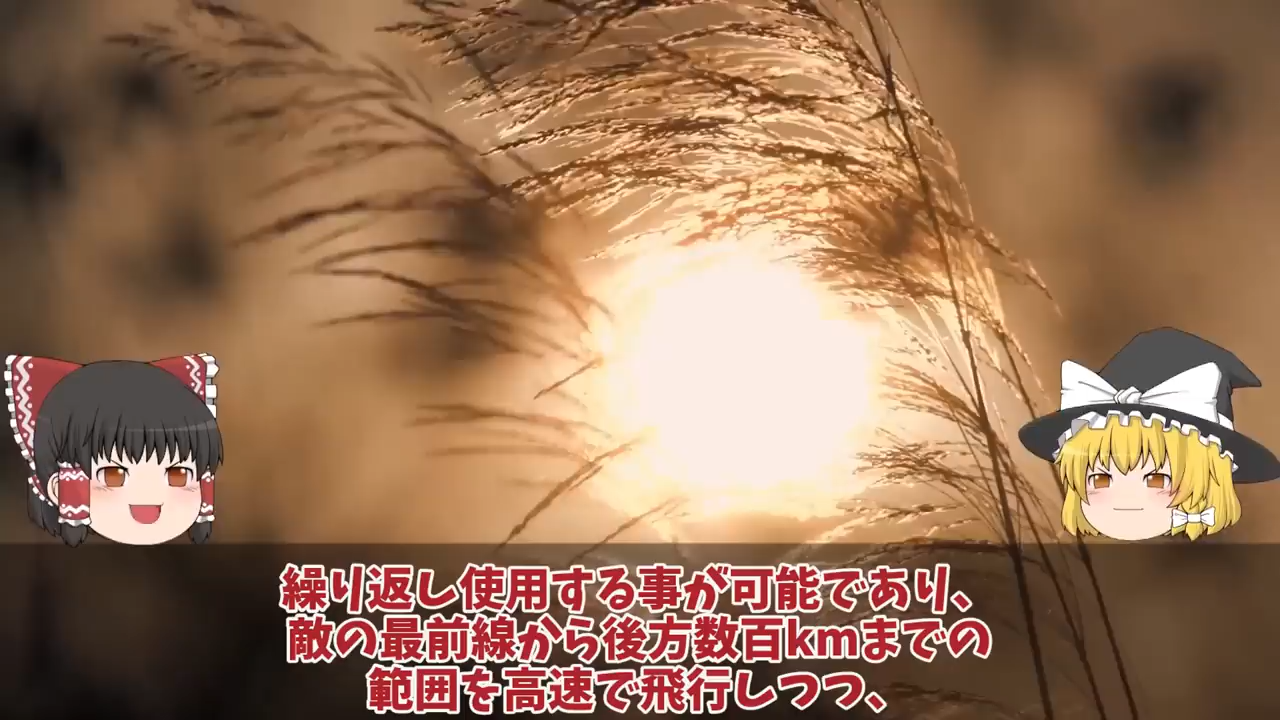 繰り返し使用する事が可能であり、
敵の最前線から後方数百kmまでの
範囲を高速で飛行しつつ、